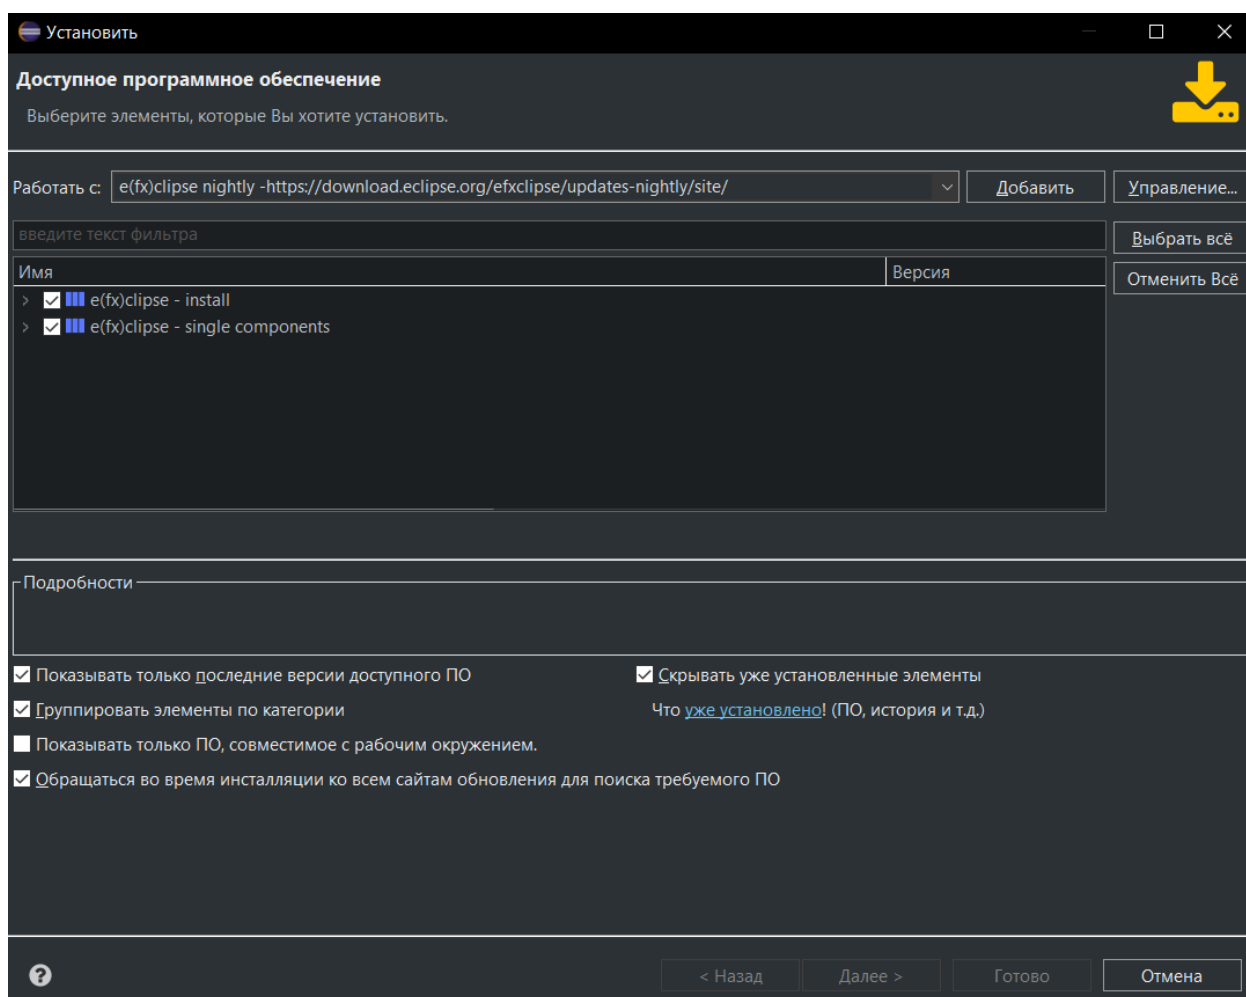 Установить
Доступное программное обеспечение
Выберите элементы, которые Вы хотите установить.
Работать с: e(fx)clipse nightly -https://download.eclipse.org/efxclipse/updates-nightly/site/ Добавить Управление...
введите текст фильтра
Выбрать всё
Имя Версия
Отменить Всё
e(fx)clipse - install
e(fx)clipse - single components
Подробности
Показывать только последние версии доступного ПО Скрывать уже установленные элементы
Группировать элементы по категории Что уже установлено! (ПО, история и т.д.)
Показывать только ПО, совместимое с рабочим окружением.
Обращаться во время инсталляции ко всем сайтам обновления для поиска требуемого ПО
? < Назад Далее > Готово Отмена